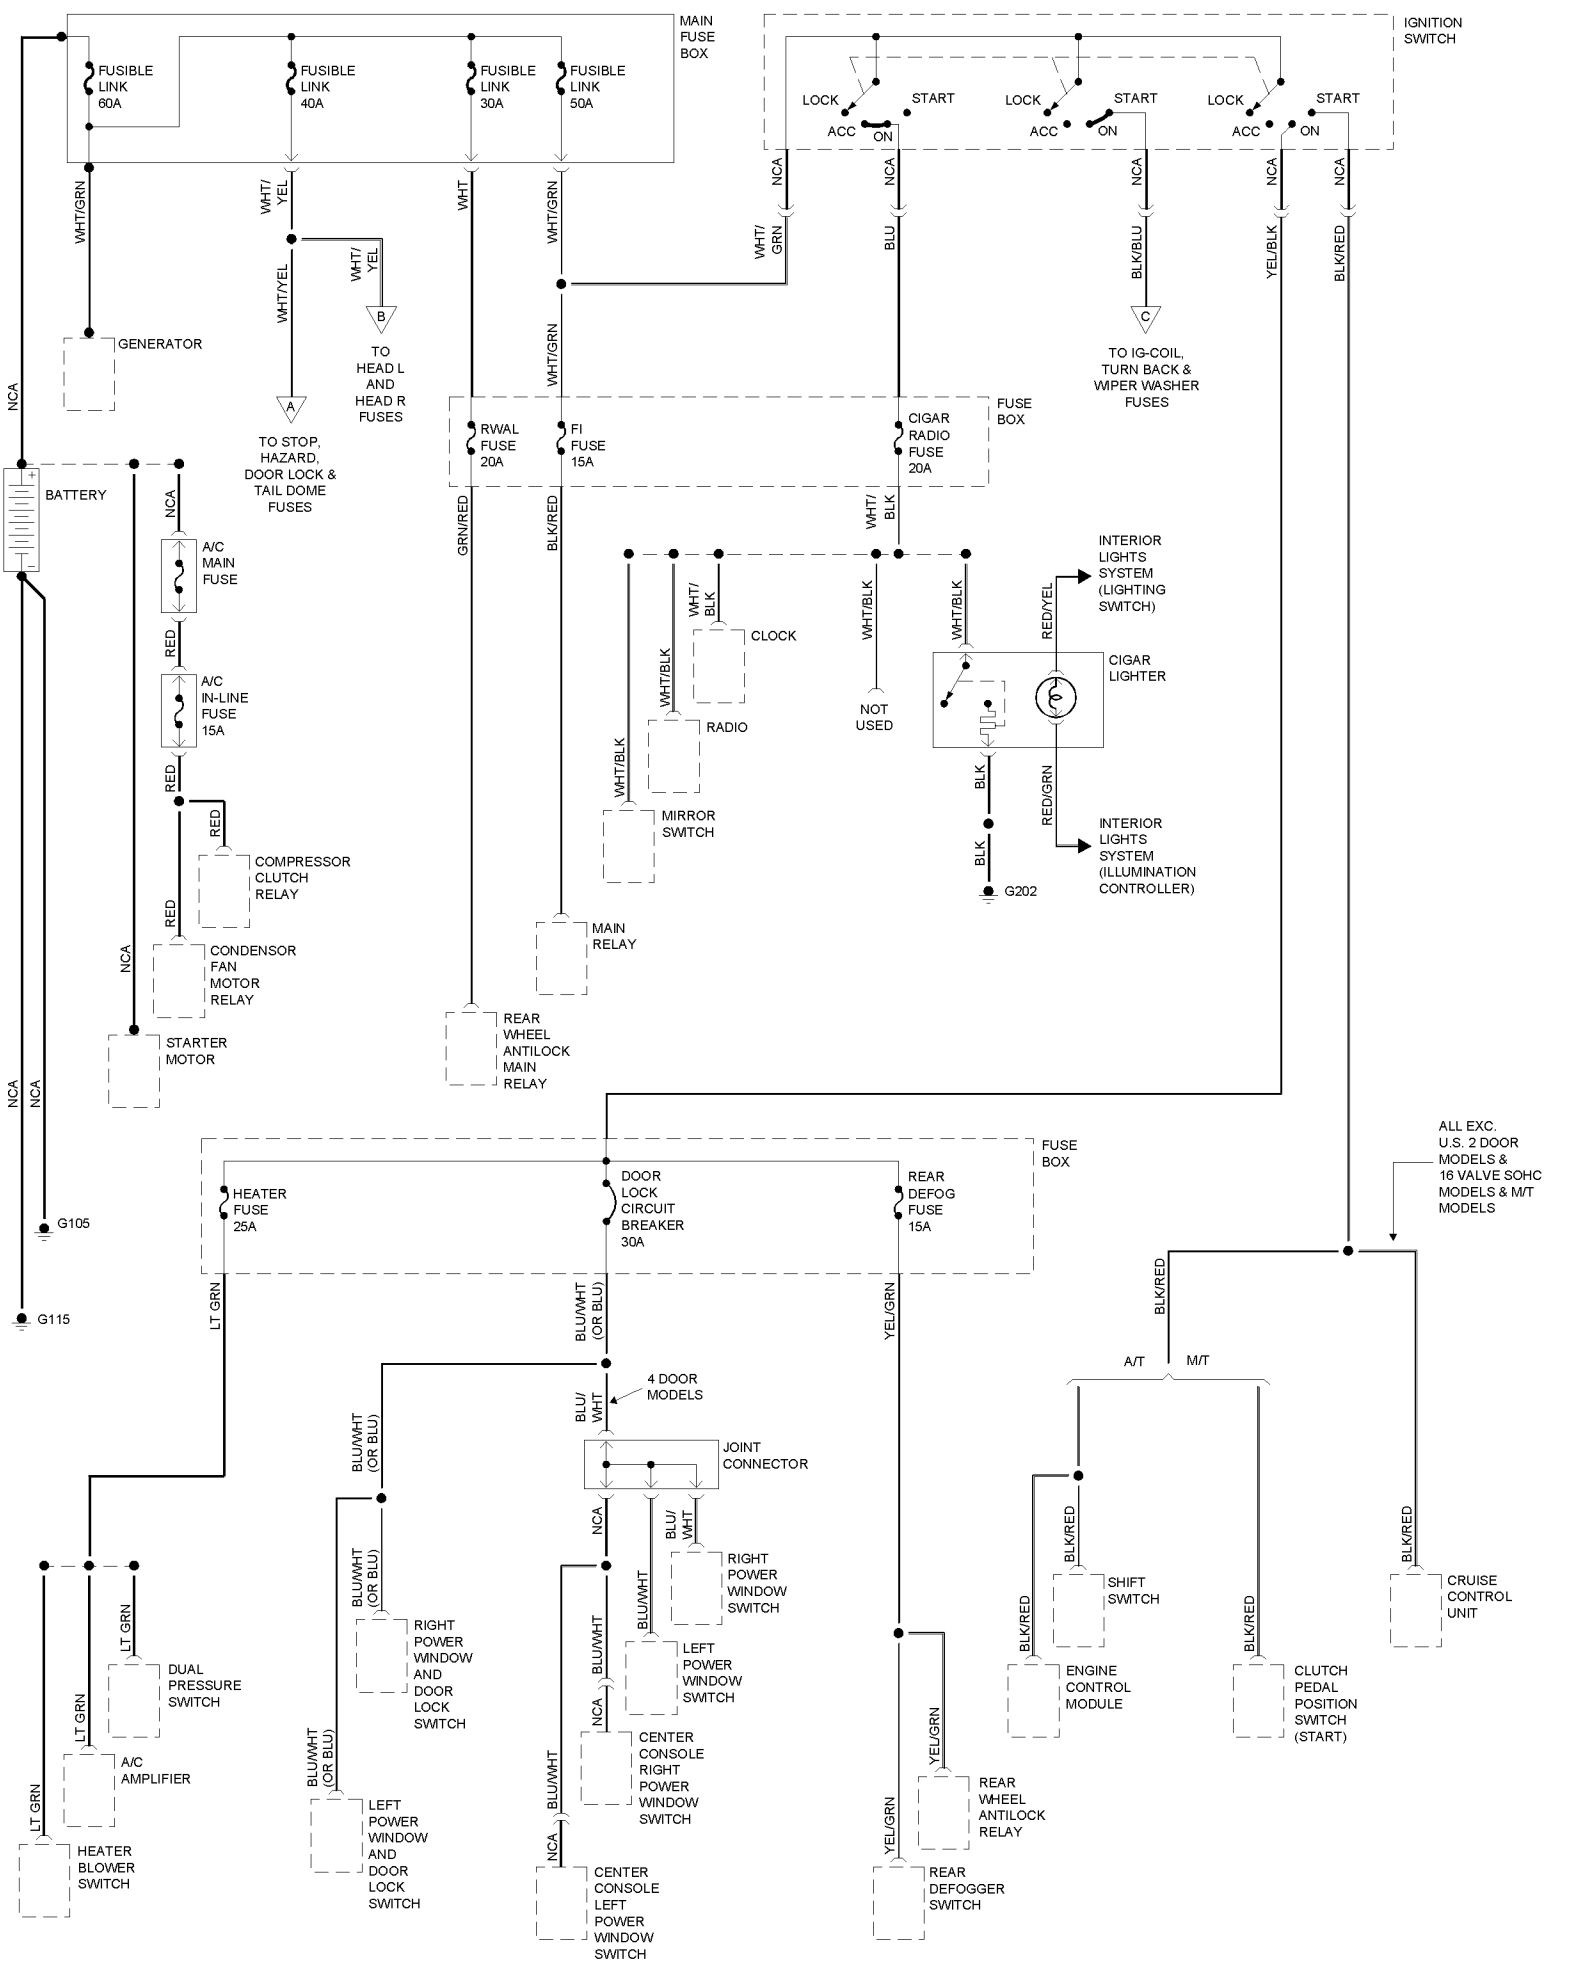 MAIN
FUSE
BOX
IGNITION
SWITCH
FUSIBLE
LINK
60A
FUSIBLE
LINK
40A
FUSIBLE
LINK
30A
FUSIBLE
LINK
50A
LOCK
START
ACC
ON
LOCK
START
ACC
ON
LOCK
START
ACC
ON
WHT/GRN
WHT/
YEL
WHT
WHT/GRN
NCA
NCA
NCA
NCA
NCA
WHT/
GRN
BLU
BLK/BLU
YEL/BLK
BLK/RED
WHT/YEL
WHT/
YEL
B
C
GENERATOR
TO
HEAD L
AND
HEAD R
FUSES
WHT/GRN
TO IG-COIL,
TURN BACK &
WIPER WASHER
FUSES
NCA
A
TO STOP,
HAZARD,
DOOR LOCK &
TAIL DOME
FUSES
FUSE
BOX
RWAL
FUSE
20A
FI
FUSE
15A
CIGAR
RADIO
FUSE
20A
+
BATTERY
−
NCA
GRN/RED
BLK/RED
WHT/
BLK
A/C
MAIN
FUSE
RED
A/C
IN-LINE
FUSE
15A
RED
RED
COMPRESSOR
CLUTCH
RELAY
RED
CONDENSOR
FAN
MOTOR
RELAY
NCA
STARTER
MOTOR
NCA
NCA
WHT/
BLK
CLOCK
WHT/BLK
RADIO
WHT/BLK
MIRROR
SWITCH
WHT/BLK
NOT
USED
WHT/BLK
RED/YEL
INTERIOR
LIGHTS
SYSTEM
(LIGHTING
SWITCH)
CIGAR
LIGHTER
BLK
RED/GRN
BLK
G202
INTERIOR
LIGHTS
SYSTEM
(ILLUMINATION
CONTROLLER)
MAIN
RELAY
REAR
WHEEL
ANTILOCK
MAIN
RELAY
FUSE
BOX
HEATER
FUSE
25A
DOOR
LOCK
CIRCUIT
BREAKER
30A
REAR
DEFOG
FUSE
15A
ALL EXC.
U.S. 2 DOOR
MODELS &
16 VALVE SOHC
MODELS & M/T
MODELS
G105
G115
LT GRN
BLU/WHT
(OR BLU)
YEL/GRN
BLK/RED
A/T
M/T
4 DOOR
MODELS
BLU/
WHT
BLU/WHT
(OR BLU)
JOINT
CONNECTOR
NCA
BLU/
WHT
BLU/WHT
(OR BLU)
RIGHT
POWER
WINDOW
SWITCH
BLU/WHT
LEFT
POWER
WINDOW
SWITCH
BLU/WHT
NCA
CENTER
CONSOLE
RIGHT
POWER
WINDOW
SWITCH
BLU/WHT
NCA
CENTER
CONSOLE
LEFT
POWER
WINDOW
SWITCH
RIGHT
POWER
WINDOW
AND
DOOR
LOCK
SWITCH
BLU/WHT
(OR BLU)
LEFT
POWER
WINDOW
AND
DOOR
LOCK
SWITCH
LT GRN
DUAL
PRESSURE
SWITCH
LT GRN
A/C
AMPLIFIER
LT GRN
HEATER
BLOWER
SWITCH
YEL/GRN
REAR
WHEEL
ANTILOCK
RELAY
YEL/GRN
REAR
DEFOGGER
SWITCH
BLK/RED
SHIFT
SWITCH
BLK/RED
ENGINE
CONTROL
MODULE
BLK/RED
CLUTCH
PEDAL
POSITION
SWITCH
(START)
BLK/RED
CRUISE
CONTROL
UNIT